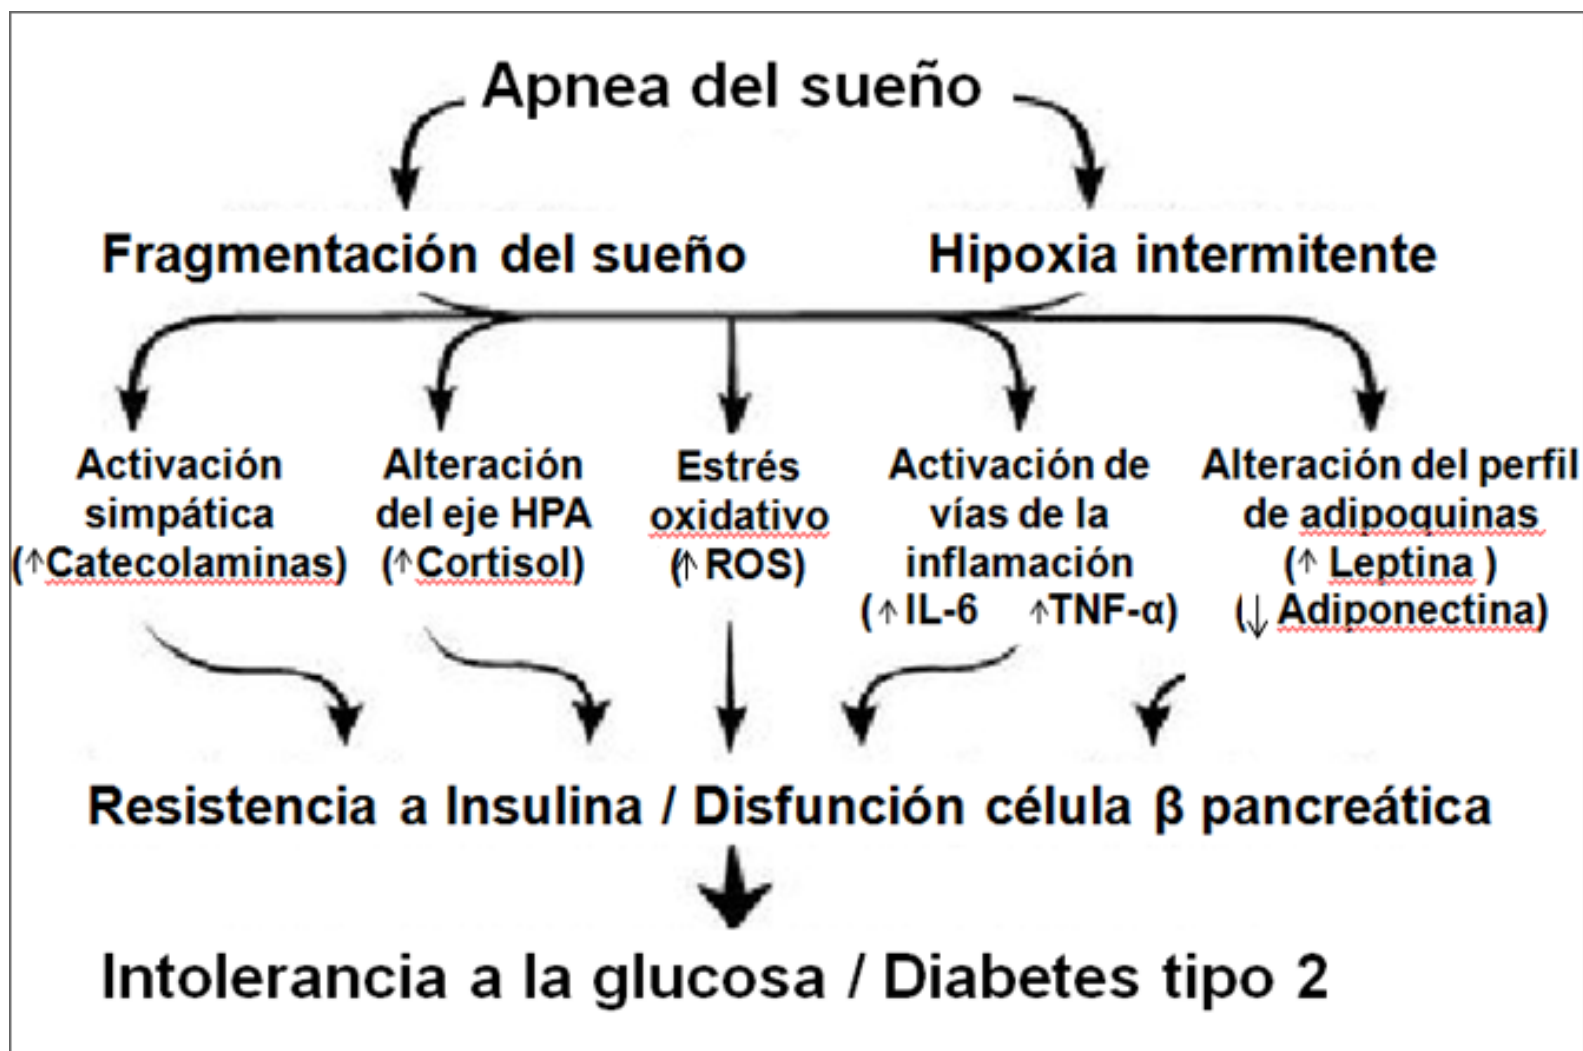 Apnea del sueño
Fragmentación del sueño
Hipoxia intermitente
Activación
simpática
(↑Catecolaminas)
Alteración
del eje HPA
(↑Cortisol)
Estrés
oxidativo
(↑ ROS)
Activación de
vías de la
inflamación
(↑ IL-6 ↑TNF-α)
Alteración del perfil
de adipoquinas
(↑ Leptina )
(↓ Adiponectina)
Resistencia a Insulina / Disfunción célula β pancreática
Intolerancia a la glucosa / Diabetes tipo 2